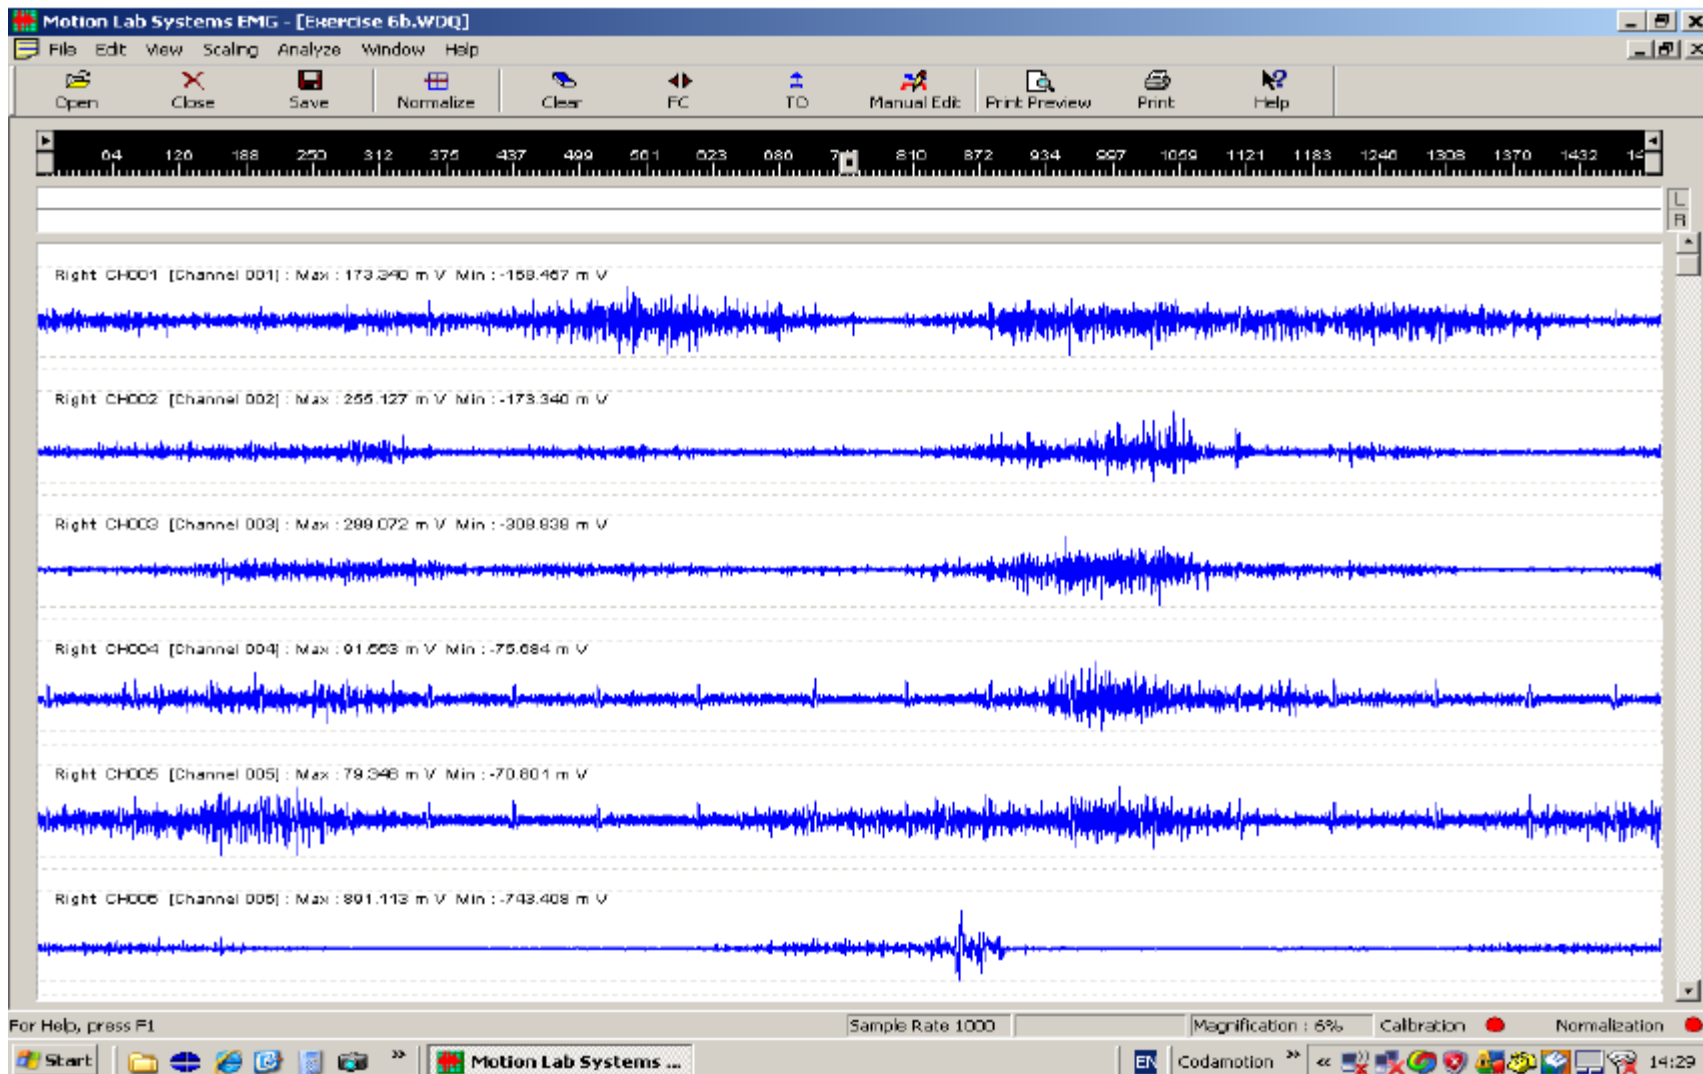 Motion Lab Systems EMG - [Exercise 6b.WDQ]
File Edit View Scaling Analyze Window Help
Open Close Save Normalize Clear FC TO Manual Edit Print Preview Print Help
64 126 188 250 312 375 437 499 561 623 686 810 872 934 997 1059 1121 1183 1246 1308 1370 1432
L
R
Right CH001 [Channel 001] : Max : 173.340 m V Min : -158.467 m V
Right CH002 [Channel 002] : Max : 255.127 m V Min : -173.340 m V
Right CH003 [Channel 003] : Max : 299.072 m V Min : -309.839 m V
Right CH004 [Channel 004] : Max : 91.553 m V Min : -75.684 m V
Right CH005 [Channel 005] : Max : 79.346 m V Min : -70.801 m V
Right CH006 [Channel 006] : Max : 891.113 m V Min : -743.408 m V
For Help, press F1 Sample Rate 1000 Magnification : 6% Calibration Normalization
Start Motion Lab Systems ... EN Codamotion 14:29